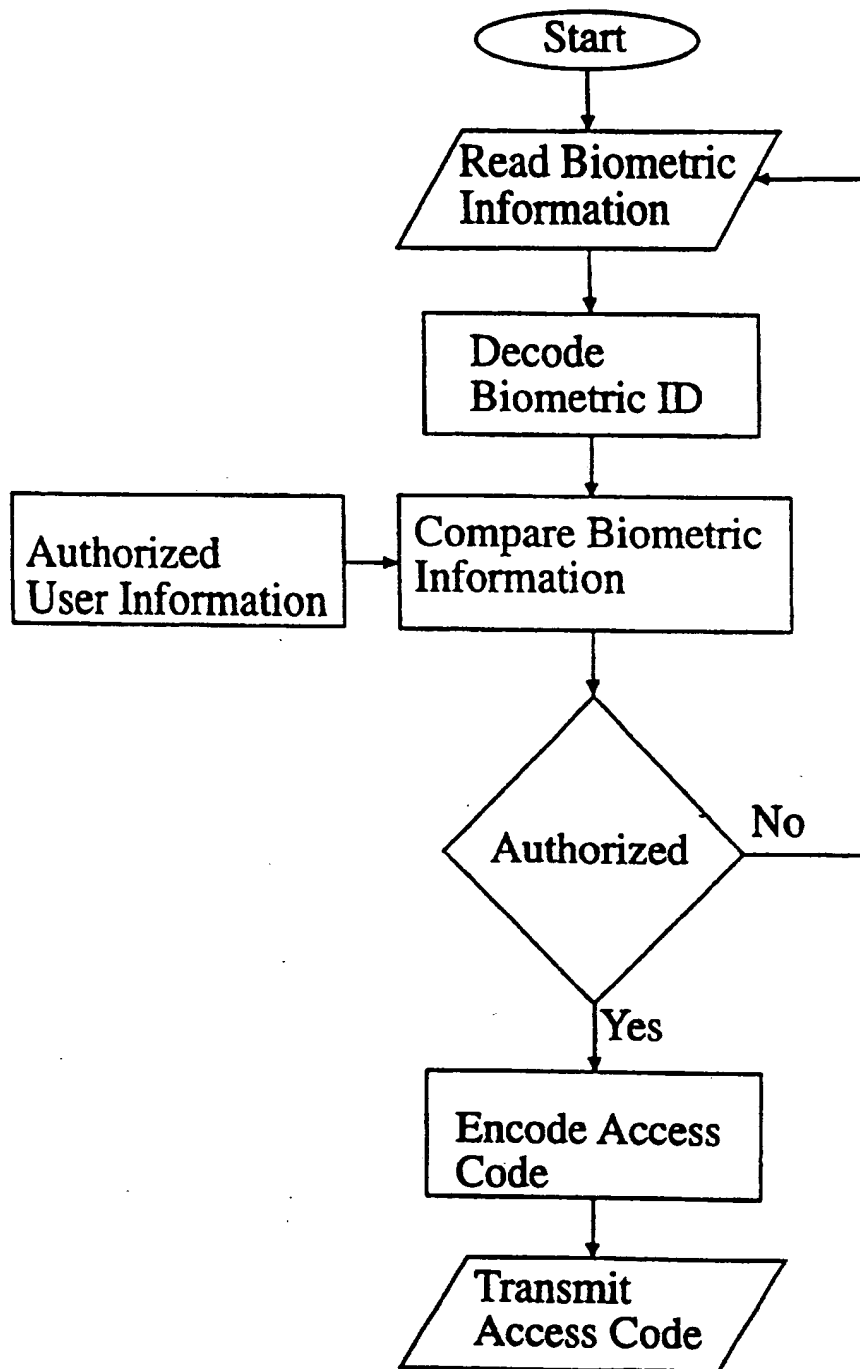 Start
Read Biometric
Information
Decode
Biometric ID
Authorized
User Information
Compare Biometric
Information
Authorized
No
Yes
Encode Access
Code
Transmit
Access Code